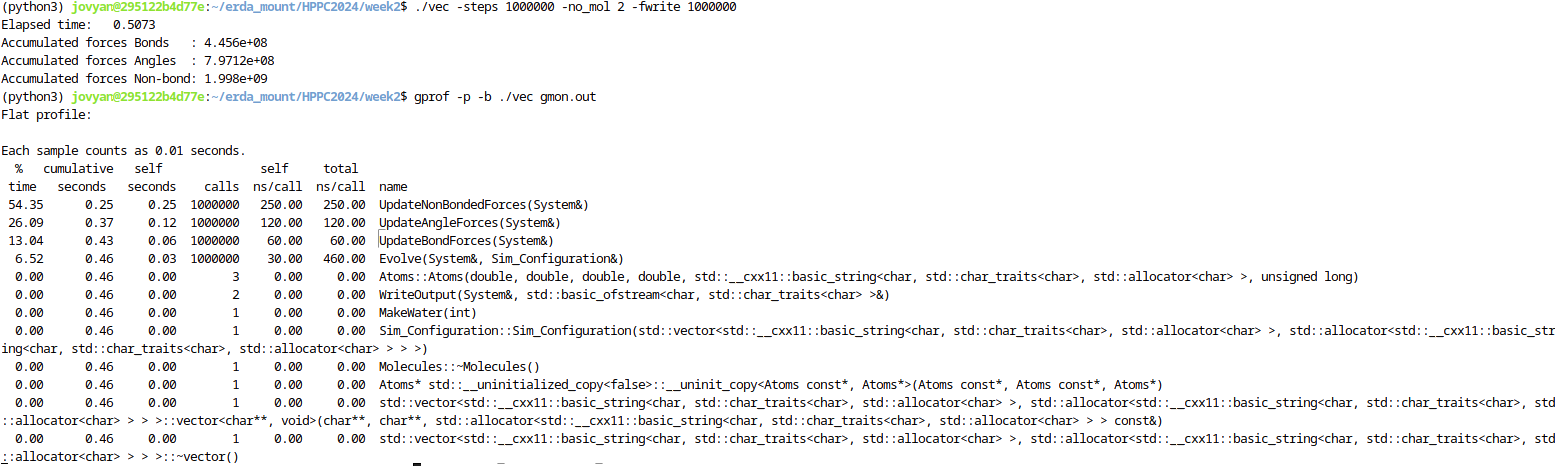 (python3) jovyan@295122b4d77e:~/erda_mount/HPPC2024/week2$ ./vec -steps 1000000 -no_mol 2 -fwrite 1000000
Elapsed time:   0.5073
Accumulated forces Bonds   : 4.456e+08
Accumulated forces Angles  : 7.9712e+08
Accumulated forces Non-bond: 1.998e+09
(python3) jovyan@295122b4d77e:~/erda_mount/HPPC2024/week2$ gprof -p -b ./vec gmon.out
Flat profile:

Each sample counts as 0.01 seconds.
  %   cumulative   self              self     total
 time   seconds   seconds    calls  ns/call  ns/call  name
 54.35      0.25     0.25  1000000   250.00   250.00  UpdateNonBondedForces(System&)
 26.09      0.37     0.12  1000000   120.00   120.00  UpdateAngleForces(System&)
 13.04      0.43     0.06  1000000    60.00    60.00  UpdateBondForces(System&)
  6.52      0.46     0.03  1000000    30.00   460.00  Evolve(System&, Sim_Configuration&)
  0.00      0.46     0.00        3     0.00     0.00  Atoms::Atoms(double, double, double, double, std::__cxx11::basic_string<char, std::char_traits<char>, std::allocator<char> >, unsigned long)
  0.00      0.46     0.00        2     0.00     0.00  WriteOutput(System&, std::basic_ofstream<char, std::char_traits<char> >&)
  0.00      0.46     0.00        1     0.00     0.00  MakeWater(int)
  0.00      0.46     0.00        1     0.00     0.00  Sim_Configuration::Sim_Configuration(std::vector<std::__cxx11::basic_string<char, std::char_traits<char>, std::allocator<char> >, std::allocator<std::__cxx11::basic_str
ing<char, std::char_traits<char>, std::allocator<char> > > >)
  0.00      0.46     0.00        1     0.00     0.00  Molecules::~Molecules()
  0.00      0.46     0.00        1     0.00     0.00  Atoms* std::__uninitialized_copy<false>::__uninit_copy<Atoms const*, Atoms*>(Atoms const*, Atoms const*, Atoms*)
  0.00      0.46     0.00        1     0.00     0.00  std::vector<std::__cxx11::basic_string<char, std::char_traits<char>, std::allocator<char> >, std::allocator<std::__cxx11::basic_string<char, std::char_traits<char>, std
::allocator<char> > > >::vector<char**, void>(char**, char**, std::allocator<std::__cxx11::basic_string<char, std::char_traits<char>, std::allocator<char> > > const&)
  0.00      0.46     0.00        1     0.00     0.00  std::vector<std::__cxx11::basic_string<char, std::char_traits<char>, std::allocator<char> >, std::allocator<std::__cxx11::basic_string<char, std::char_traits<char>, std
::allocator<char> > > >::~vector()